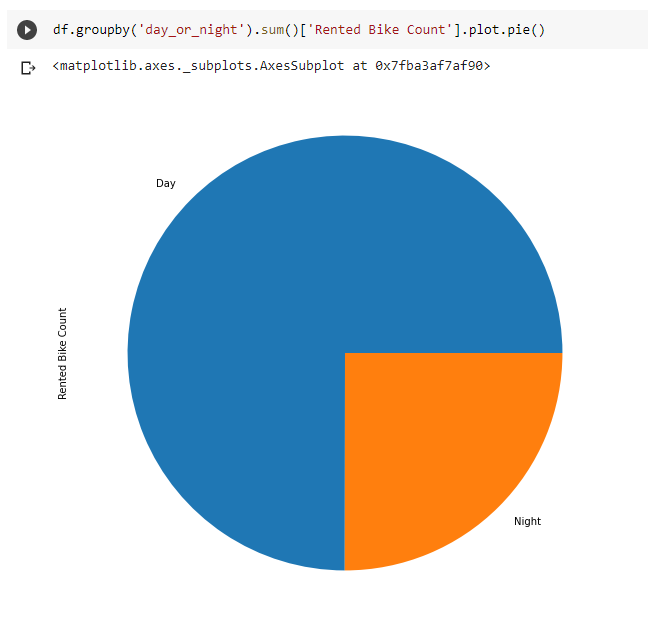 df.groupby('day_or_night').sum()['Rented Bike Count'].plot.pie()
<matplotlib.axes._subplots.AxesSubplot at 0x7fba3af7af90>
Day
Rented Bike Count
Night